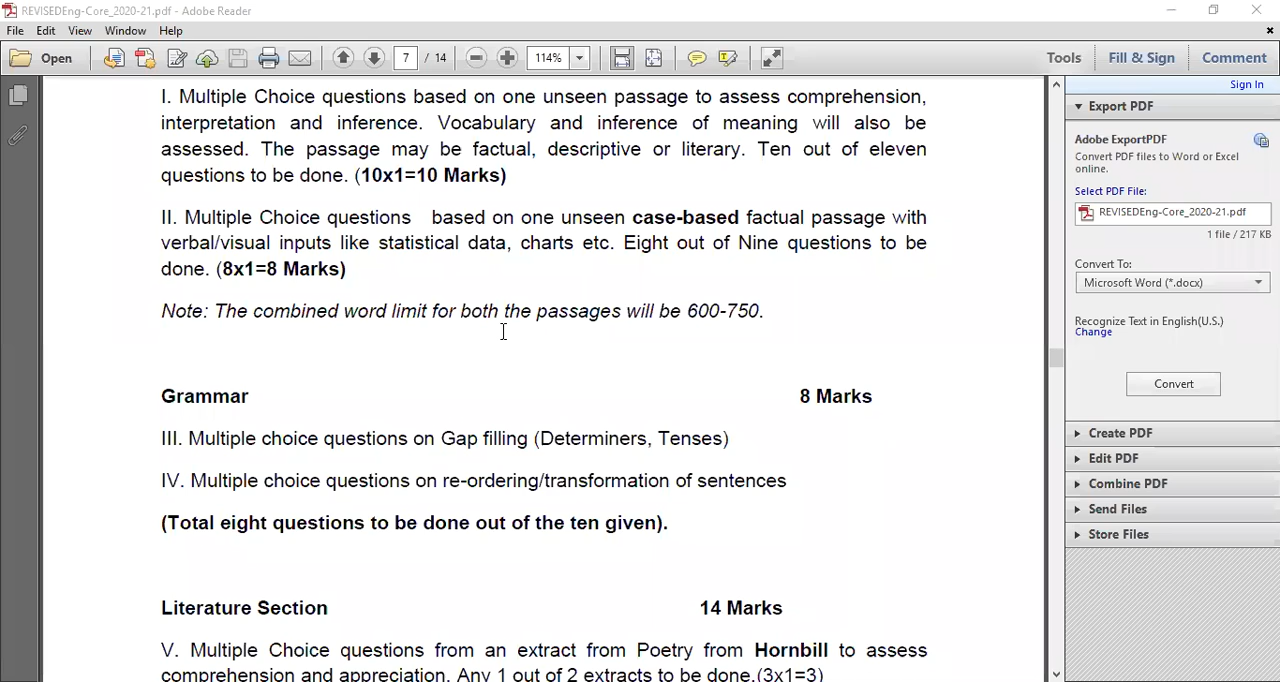 REVISEDEng-Core_2020-21.pdf - Adobe Reader
File Edit View Window Help
Open 7 / 14 114% Tools Fill & Sign Comment
Sign In
I. Multiple Choice questions based on one unseen passage to assess comprehension,
interpretation and inference. Vocabulary and inference of meaning will also be
assessed. The passage may be factual, descriptive or literary. Ten out of eleven
questions to be done. (10x1=10 Marks)
II. Multiple Choice questions based on one unseen case-based factual passage with
verbal/visual inputs like statistical data, charts etc. Eight out of Nine questions to be
done. (8x1=8 Marks)
Note: The combined word limit for both the passages will be 600-750.
Grammar 8 Marks
III. Multiple choice questions on Gap filling (Determiners, Tenses)
IV. Multiple choice questions on re-ordering/transformation of sentences
(Total eight questions to be done out of the ten given).
Literature Section 14 Marks
V. Multiple Choice questions from an extract from Poetry from Hornbill to assess
comprehension and appreciation. Any 1 out of 2 extracts to be done.(3x1=3)
Export PDF
Adobe ExportPDF
Convert PDF files to Word or Excel
online.
Select PDF File:
REVISEDEng-Core_2020-21.pdf
1 file / 217 KB
Convert To:
Microsoft Word (*.docx)
Recognize Text in English(U.S.)
Change
Convert
Create PDF
Edit PDF
Combine PDF
Send Files
Store Files